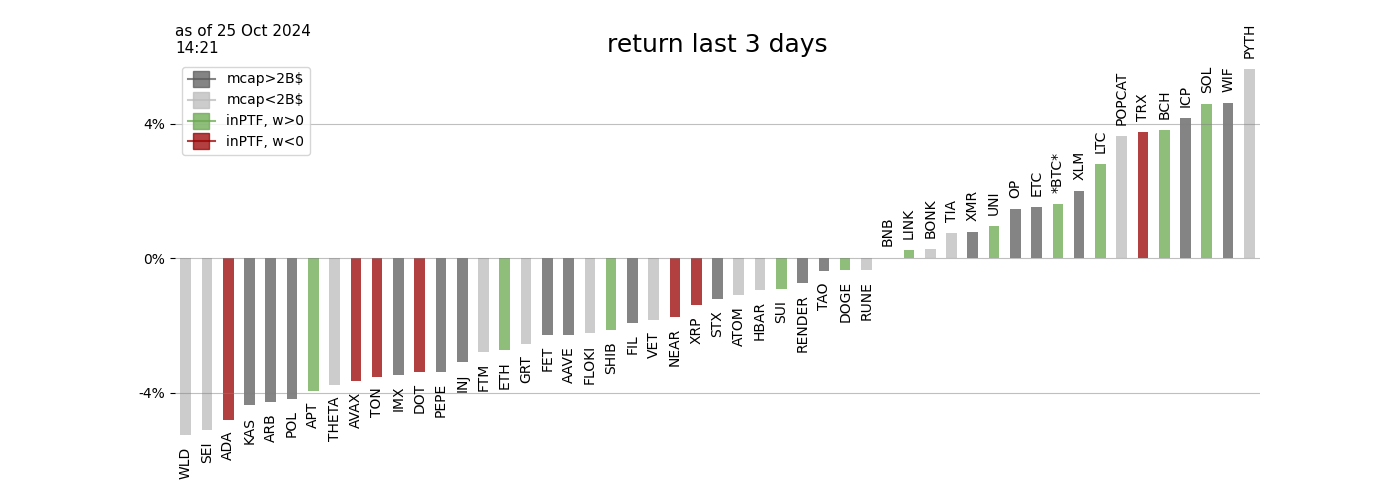 as of 25 Oct 2024
14:21
return last 3 days
mcap>2B$
mcap<2B$
inPTF, w>0
inPTF, w<0
4%
0%
-4%
WLD
SEI
ADA
KAS
ARB
POL
APT
THETA
AVAX
TON
IMX
DOT
PEPE
INJ
FTM
ETH
GRT
FET
AAVE
FLOKI
SHIB
FIL
VET
NEAR
XRP
STX
ATOM
HBAR
SUI
RENDER
TAO
DOGE
RUNE
BNB
LINK
BONK
TIA
XMR
UNI
OP
ETC
*BTC*
XLM
LTC
POPCAT
TRX
BCH
ICP
SOL
WIF
PYTH